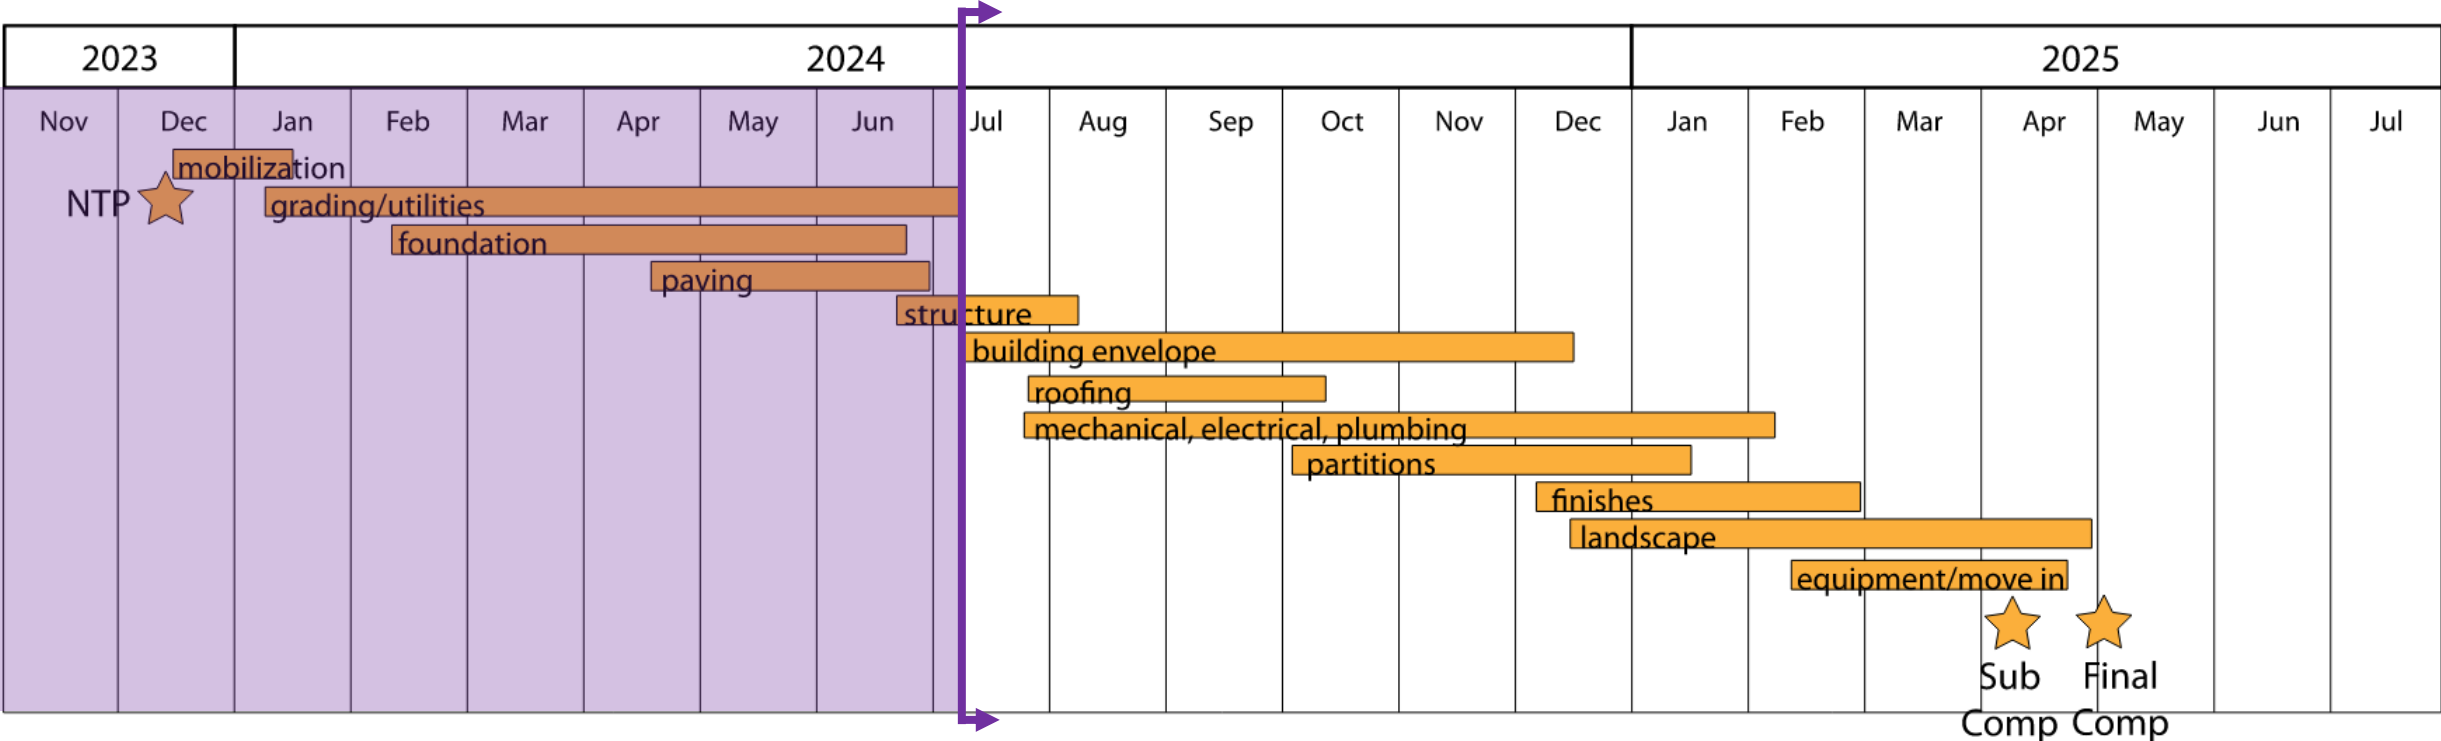 2023 2024 2025
Nov Dec Jan Feb Mar Apr May Jun Jul Aug Sep Oct Nov Dec Jan Feb Mar Apr May Jun Jul
mobilization
NTP
grading/utilities
foundation
paving
structure
building envelope
roofing
mechanical, electrical, plumbing
partitions
finishes
landscape
equipment/move in
Sub Final
Comp Comp